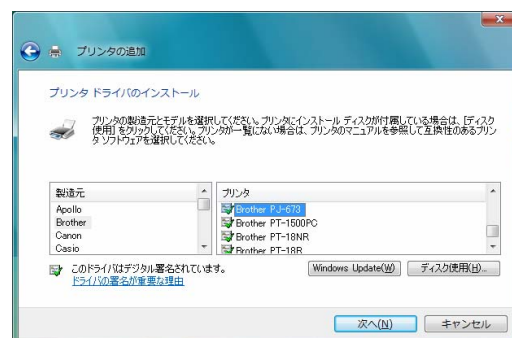 プリンタの追加
プリンタ ドライバのインストール
プリンタの製造元とモデルを選択してください。プリンタにインストール ディスクが付属している場合は、[ディスク
使用] をクリックしてください。プリンタが一覧にない場合は、プリンタのマニュアルを参照して互換性のあるプリン
タ ソフトウェアを選択してください。
製造元
Apollo
Brother
Canon
Casio
プリンタ
Brother PJ-673
Brother PT-1500PC
Brother PT-18NR
Brother PT-18R
このドライバはデジタル署名されています。
ドライバの署名が重要な理由
Windows Update(W)
ディスク使用(H)...
次へ(N)
キャンセル